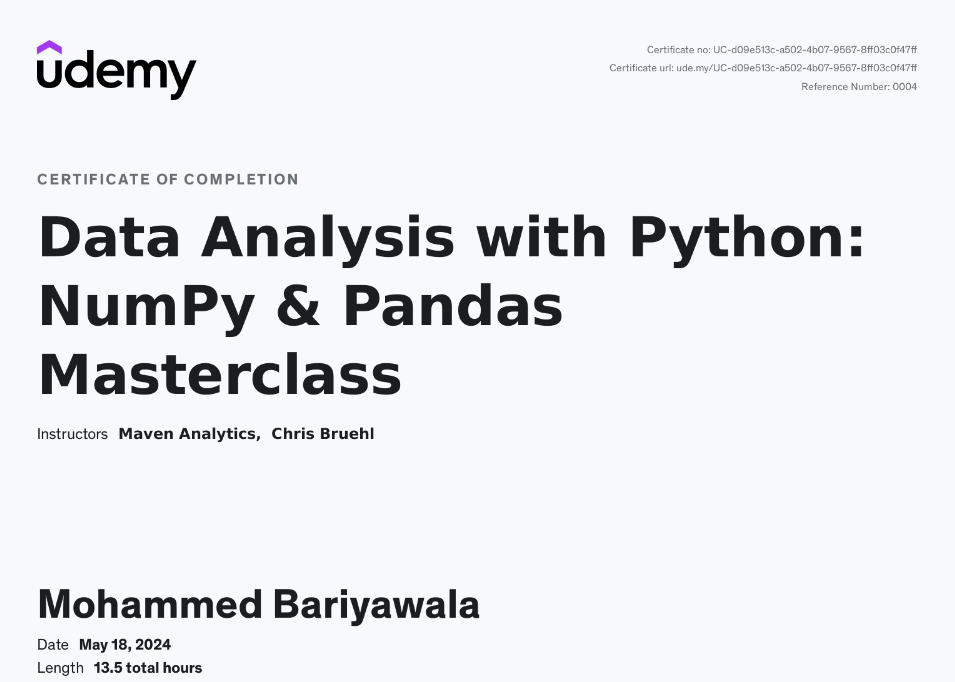 udemy
Certificate no: UC-d09e513c-a502-4b07-9567-8ff03c0f47ff
Certificate url: ude.my/UC-d09e513c-a502-4b07-9567-8ff03c0f47ff
Reference Number: 0004
CERTIFICATE OF COMPLETION
Data Analysis with Python:
NumPy & Pandas
Masterclass
Instructors Maven Analytics, Chris Bruehl
Mohammed Bariyawala
Date May 18, 2024
Length 13.5 total hours